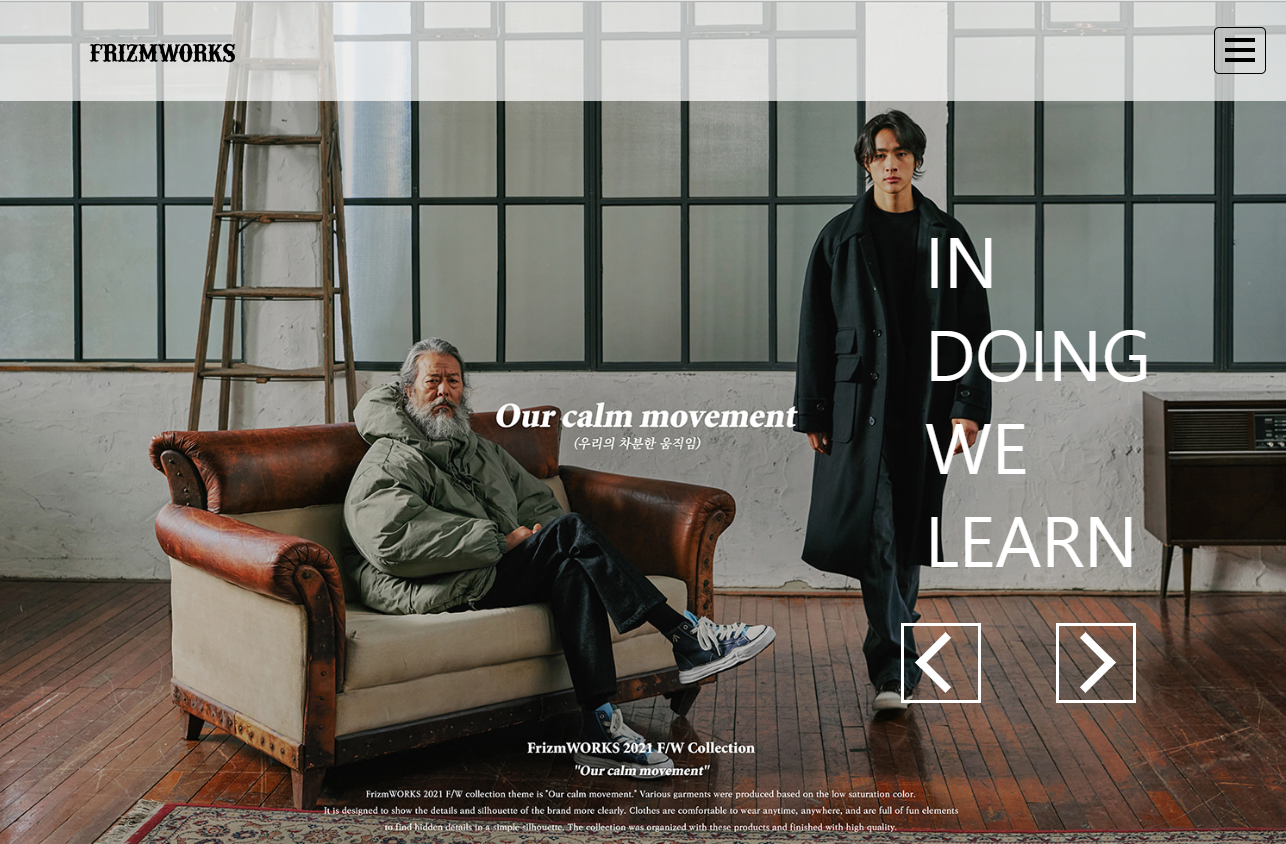 FRIZMWORKS
IN
DOING
WE
LEARN
Our calm movement
(우리의 차분한 움직임)
FrizmWORKS 2021 F/W Collection
"Our calm movement"
FrizmWORKS 2021 F/W collection theme is "Our calm movement." Various garments were produced based on the low saturation color.
It is designed to show the details and silhouette of the brand more clearly. Clothes are comfortable to wear anytime, anywhere, and are full of fun elements
to find hidden details in a simple silhouette. The collection was organized with these products and finished with high quality.